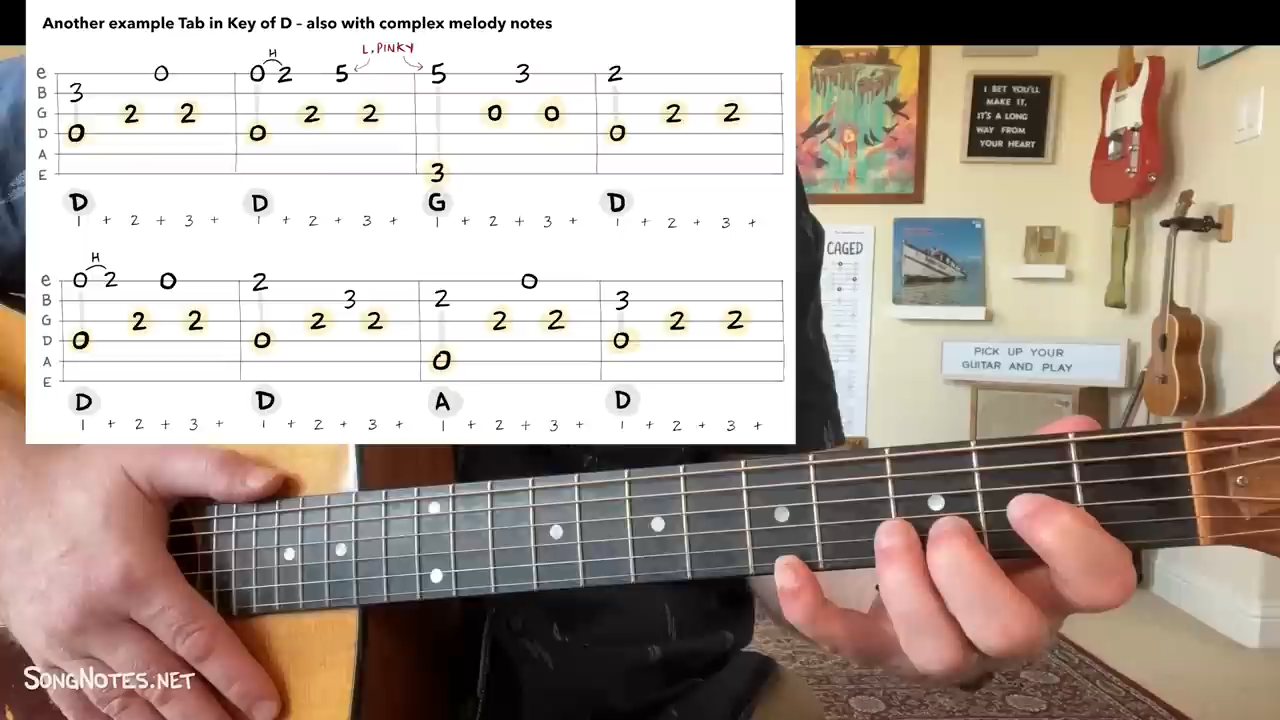 Another example Tab in Key of D – also with complex melody notes
L. PINKY
H
e 0 0 2 5 5 3 2
B 3
G 2 2 2 2 0 0 2 2
D 0 0 0
A
E 3
D D G D
1 + 2 + 3 + 1 + 2 + 3 + 1 + 2 + 3 + 1 + 2 + 3 +
H
e 0 2 0 2 0
B 3 2 3
G 2 2 2 2 2 2 2 2
D 0 0 0
A 0
E
D D A D
1 + 2 + 3 + 1 + 2 + 3 + 1 + 2 + 3 + 1 + 2 + 3 +
I BET YOU'LL
MAKE IT,
IT'S A LONG
WAY FROM
YOUR HEART
CAGED
PICK UP YOUR
GUITAR AND PLAY
SONGNOTES.NET